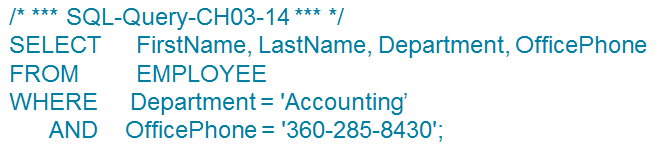 /* *** SQL-Query-CH03-14 *** */
SELECT FirstName, LastName, Department, OfficePhone
FROM EMPLOYEE
WHERE Department = 'Accounting’
AND OfficePhone = '360-285-8430';